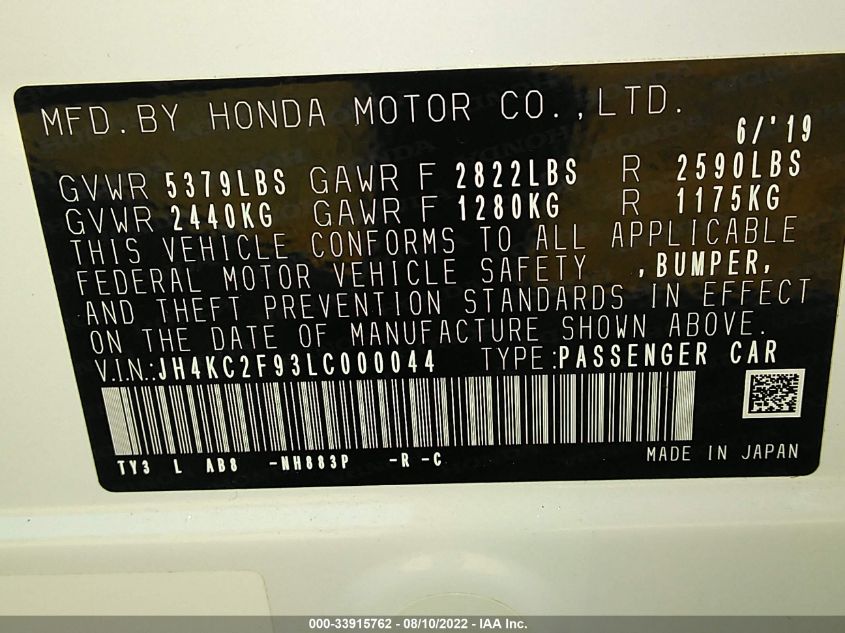 MFD.BY HONDA MOTOR CO.,LTD.
6/'19
GVWR 5379LBS GAWR F 2822LBS R 2590LBS
GVWR 2440KG GAWR F 1280KG R 1175KG
THIS VEHICLE CONFORMS TO ALL APPLICABLE
FEDERAL MOTOR VEHICLE SAFETY ,BUMPER,
AND THEFT PREVENTION STANDARDS IN EFFECT
ON THE DATE OF MANUFACTURE SHOWN ABOVE.
V.I.N.:JH4KC2F93LC000044 TYPE:PASSENGER CAR
TY3 L AB8 -NH883P -R -C MADE IN JAPAN
000-33915762 - 08/10/2022 - IAA Inc.